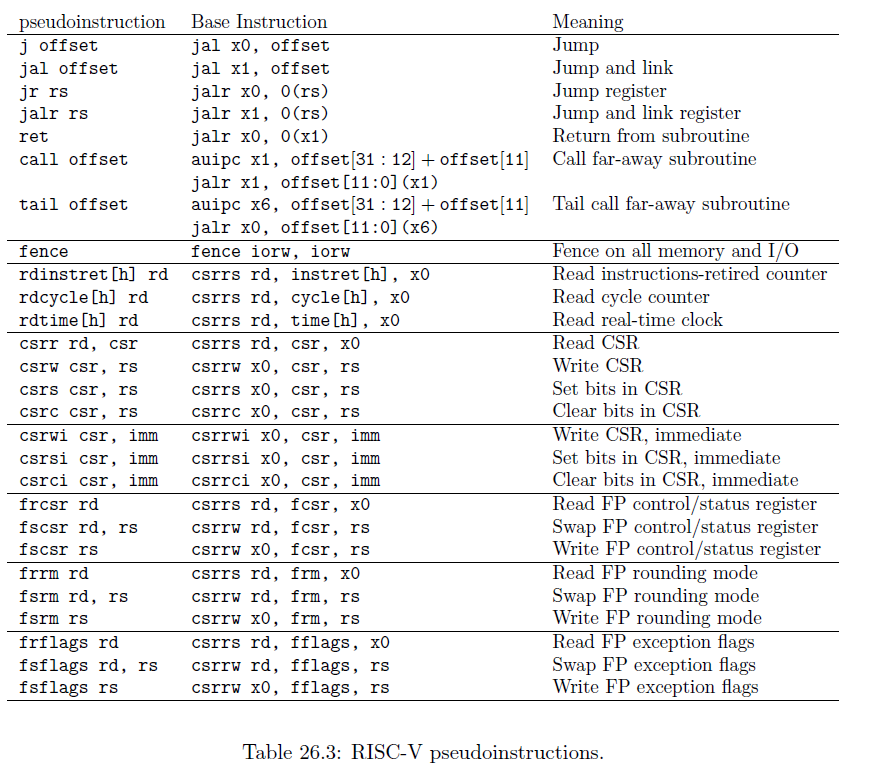 pseudoinstruction Base Instruction Meaning
j offset jal x0, offset Jump
jal offset jal x1, offset Jump and link
jr rs jalr x0, 0(rs) Jump register
jalr rs jalr x1, 0(rs) Jump and link register
ret jalr x0, 0(x1) Return from subroutine
call offset auipc x1, offset[31 : 12] + offset[11] Call far-away subroutine
jalr x1, offset[11:0](x1)
tail offset auipc x6, offset[31 : 12] + offset[11] Tail call far-away subroutine
jalr x0, offset[11:0](x6)
fence fence iorw, iorw Fence on all memory and I/O
rdinstret[h] rd csrrs rd, instret[h], x0 Read instructions-retired counter
rdcycle[h] rd csrrs rd, cycle[h], x0 Read cycle counter
rdtime[h] rd csrrs rd, time[h], x0 Read real-time clock
csrr rd, csr csrrs rd, csr, x0 Read CSR
csrw csr, rs csrrw x0, csr, rs Write CSR
csrs csr, rs csrrs x0, csr, rs Set bits in CSR
csrc csr, rs csrrc x0, csr, rs Clear bits in CSR
csrwi csr, imm csrrwi x0, csr, imm Write CSR, immediate
csrsi csr, imm csrrsi x0, csr, imm Set bits in CSR, immediate
csrci csr, imm csrrci x0, csr, imm Clear bits in CSR, immediate
frcsr rd csrrs rd, fcsr, x0 Read FP control/status register
fscsr rd, rs csrrw rd, fcsr, rs Swap FP control/status register
fscsr rs csrrw x0, fcsr, rs Write FP control/status register
frrm rd csrrs rd, frm, x0 Read FP rounding mode
fsrm rd, rs csrrw rd, frm, rs Swap FP rounding mode
fsrm rs csrrw x0, frm, rs Write FP rounding mode
frflags rd csrrs rd, fflags, x0 Read FP exception flags
fsflags rd, rs csrrw rd, fflags, rs Swap FP exception flags
fsflags rs csrrw x0, fflags, rs Write FP exception flags
Table 26.3: RISC-V pseudoinstructions.